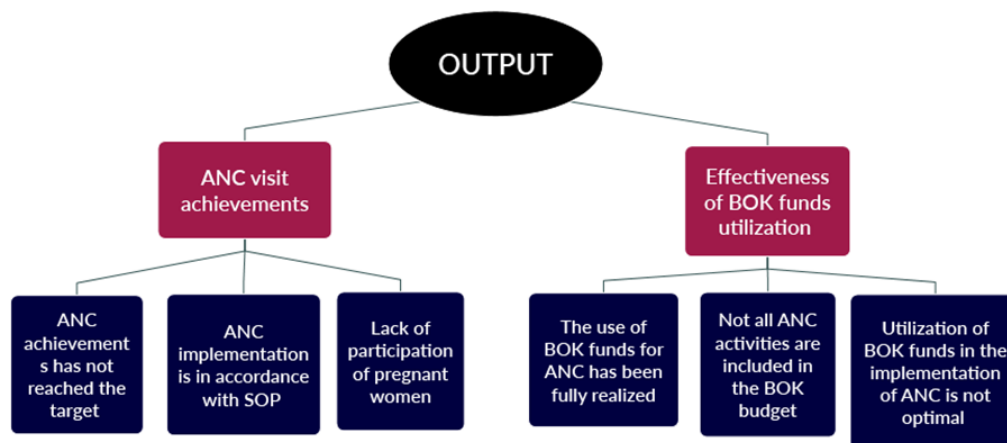 OUTPUT
ANC visit
achievements
Effectiveness
of BOK funds
utilization
ANC
achievement
s has not
reached the
target
ANC
implementation
is in accordance
with SOP
Lack of
participation
of pregnant
women
The use of
BOK funds for
ANC has been
fully realized
Not all ANC
activities are
included in
the BOK
budget
Utilization of
BOK funds in the
implementation
of ANC is not
optimal